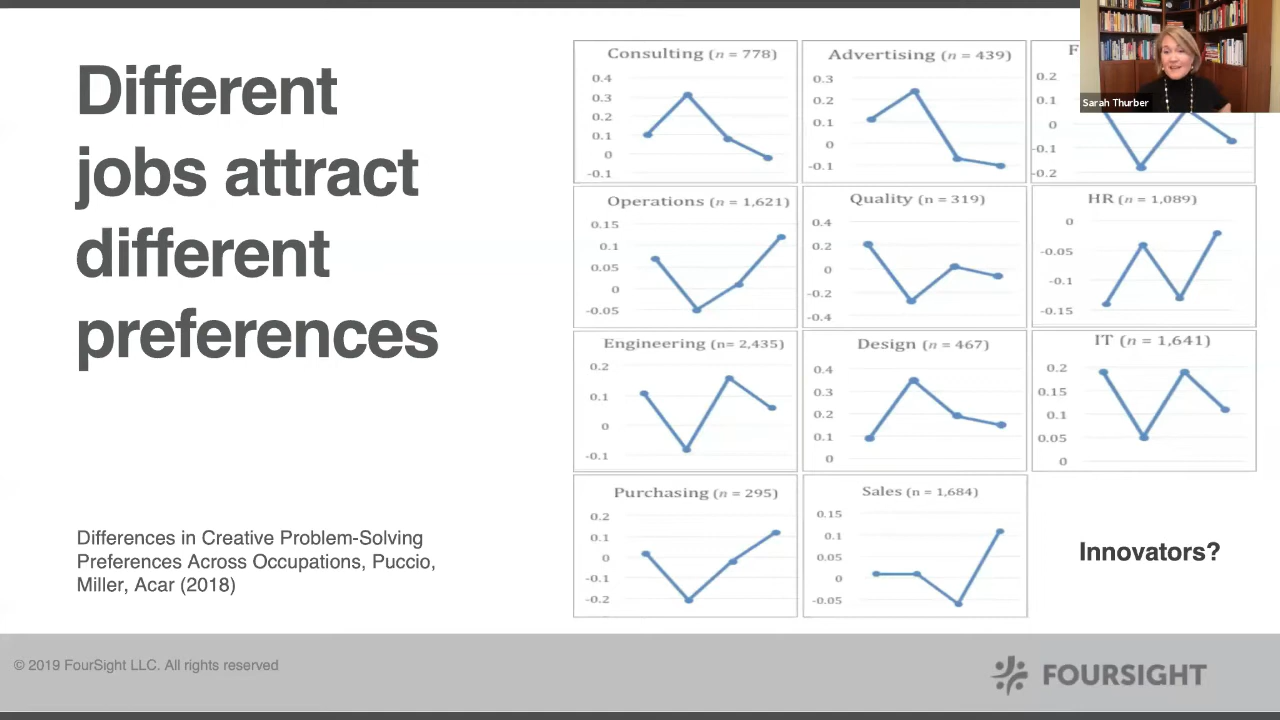 Different
jobs attract
different
preferences
Differences in Creative Problem-Solving
Preferences Across Occupations, Puccio,
Miller, Acar (2018)
Consulting (n = 778)
0.4
0.3
0.2
0.1
0
-0.1
Advertising (n = 439)
0.3
0.2
0.1
0
-0.1
F
0.2
0.1
0
-0.1
-0.2
Sarah Thurber
Operations (n = 1,621)
0.15
0.1
0.05
0
-0.05
Quality (n = 319)
0.4
0.2
0
-0.2
-0.4
HR (n = 1,089)
0
-0.05
-0.1
-0.15
Engineering (n= 2,435)
0.2
0.1
0
-0.1
Design (n = 467)
0.4
0.3
0.2
0.1
0
IT (n = 1,641)
0.2
0.15
0.1
0.05
0
Purchasing (n = 295)
0.2
0.1
0
-0.1
-0.2
Sales (n = 1,684)
0.15
0.1
0.05
0
-0.05
Innovators?
© 2019 FourSight LLC. All rights reserved
FOURSIGHT